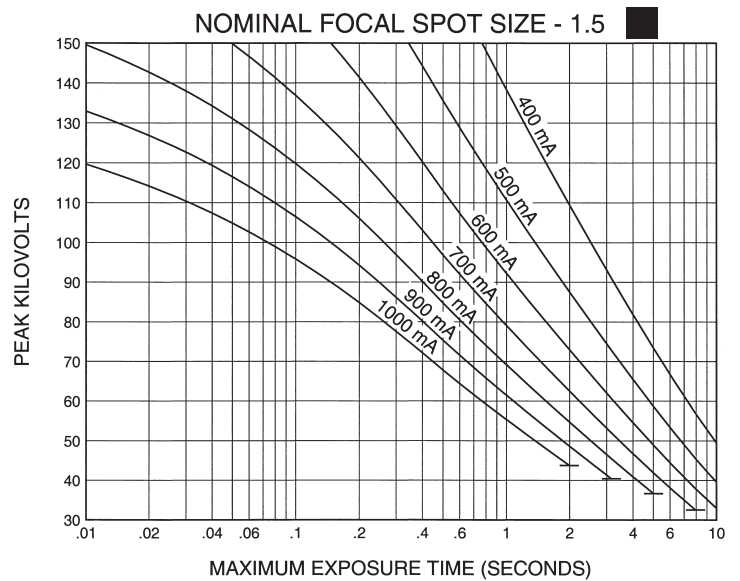 NOMINAL FOCAL SPOT SIZE - 1.5
150
140
130
120
110
100
90
80
70
60
50
40
30
PEAK KILOVOLTS
400 mA
500 mA
600 mA
700 mA
800 mA
900 mA
1000 mA
.01 .02 .04 .06 .1 .2 .4 .6 1 2 4 6 10
MAXIMUM EXPOSURE TIME (SECONDS)